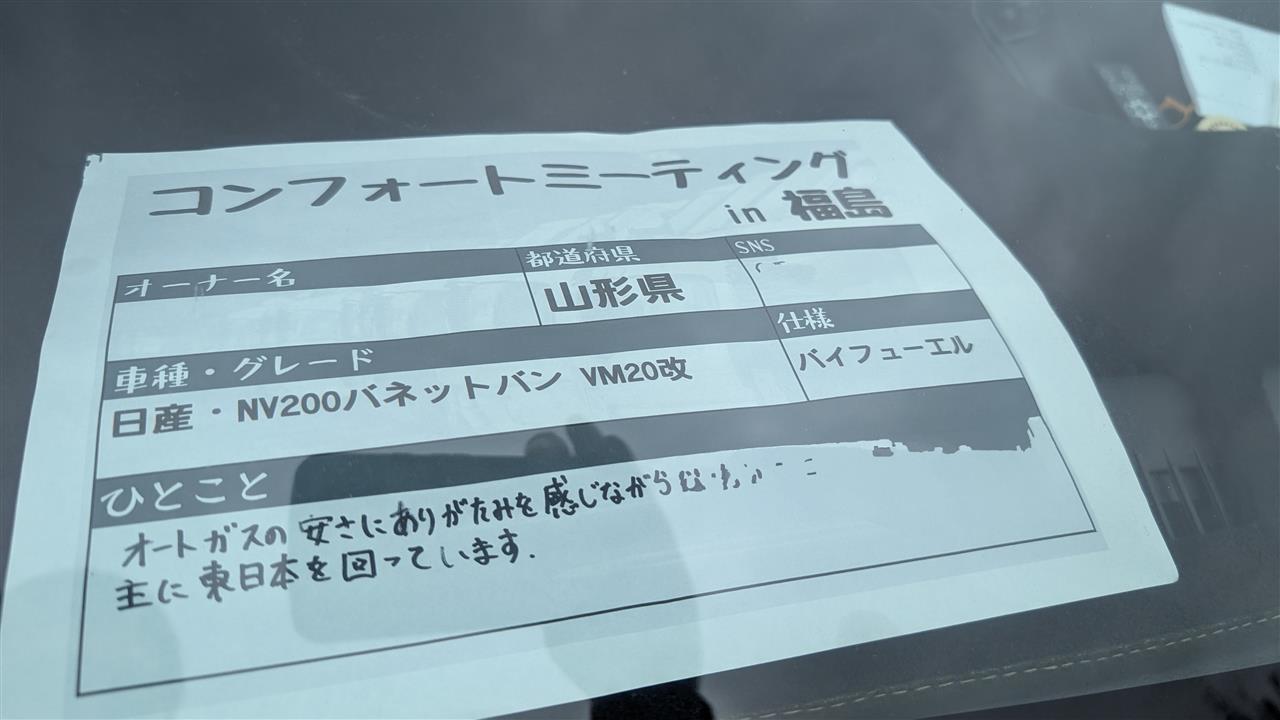 コンフォートミーティング
in 福島
オーナー名 都道府県 SNS
山形県
車種・グレード 仕様
日産・NV200バネットバン VM20改 バイフューエル
ひとこと
オートガスの安さにありがたみを感じながら
主に東日本を回っています.